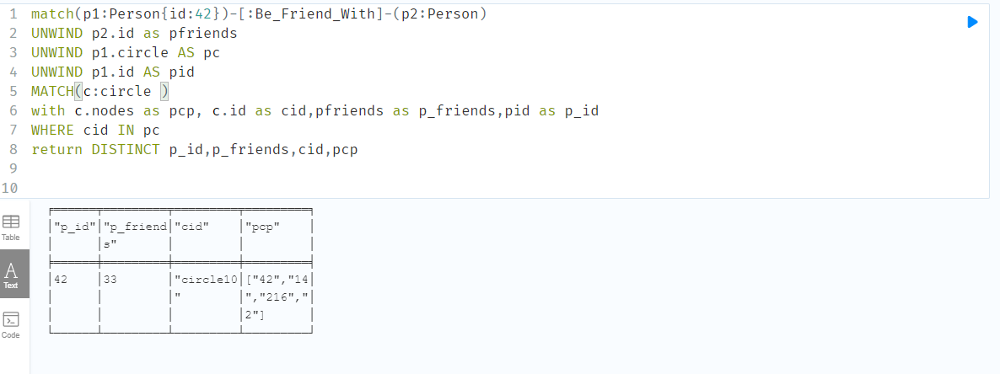 1 match(p1:Person{id:42})-[:Be_Friend_With]-(p2:Person)
2 UNWIND p2.id as pfriends
3 UNWIND p1.circle AS pc
4 UNWIND p1.id AS pid
5 MATCH(c:circle )
6 with c.nodes as pcp, c.id as cid,pfriends as p_friends,pid as p_id
7 WHERE cid IN pc
8 return DISTINCT p_id,p_friends,cid,pcp
9
10
Table
A
Text
Code
"p_id" "p_friend "cid" "pcp"
s"
42 33 "circle10 ["42","14
" ","216","
2"]